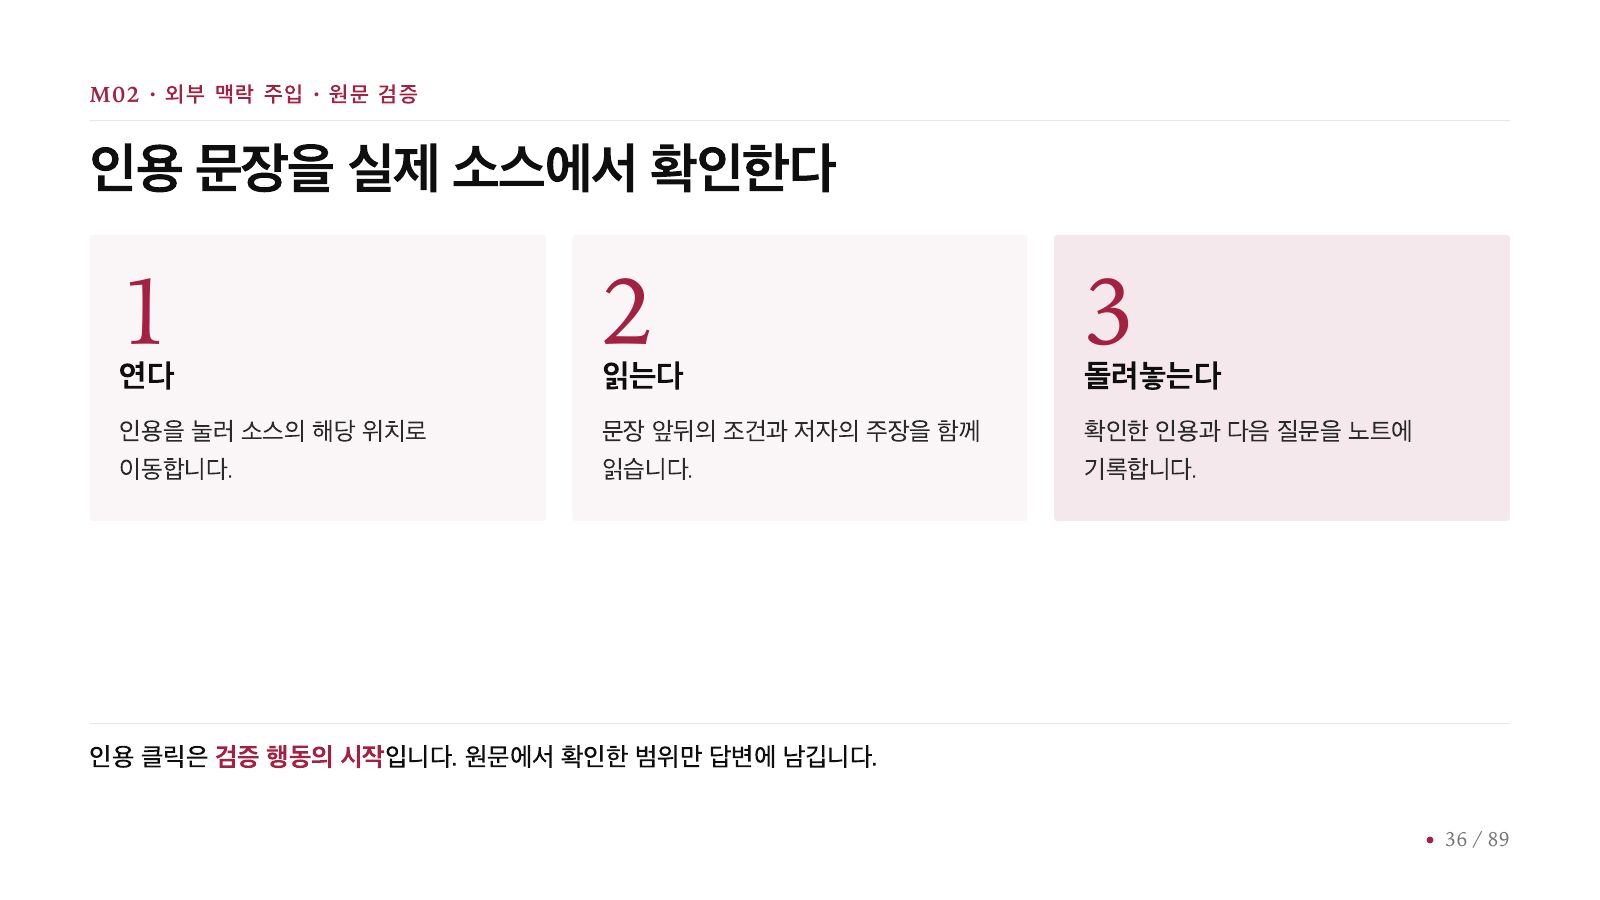 M02 · 외부 맥락 주입 · 원문 검증
인용 문장을 실제 소스에서 확인한다
1
연다
인용을 눌러 소스의 해당 위치로
이동합니다.
2
읽는다
문장 앞뒤의 조건과 저자의 주장을 함께
읽습니다.
3
돌려놓는다
확인한 인용과 다음 질문을 노트에
기록합니다.
인용 클릭은 검증 행동의 시작입니다. 원문에서 확인한 범위만 답변에 남깁니다.
• 36 / 89